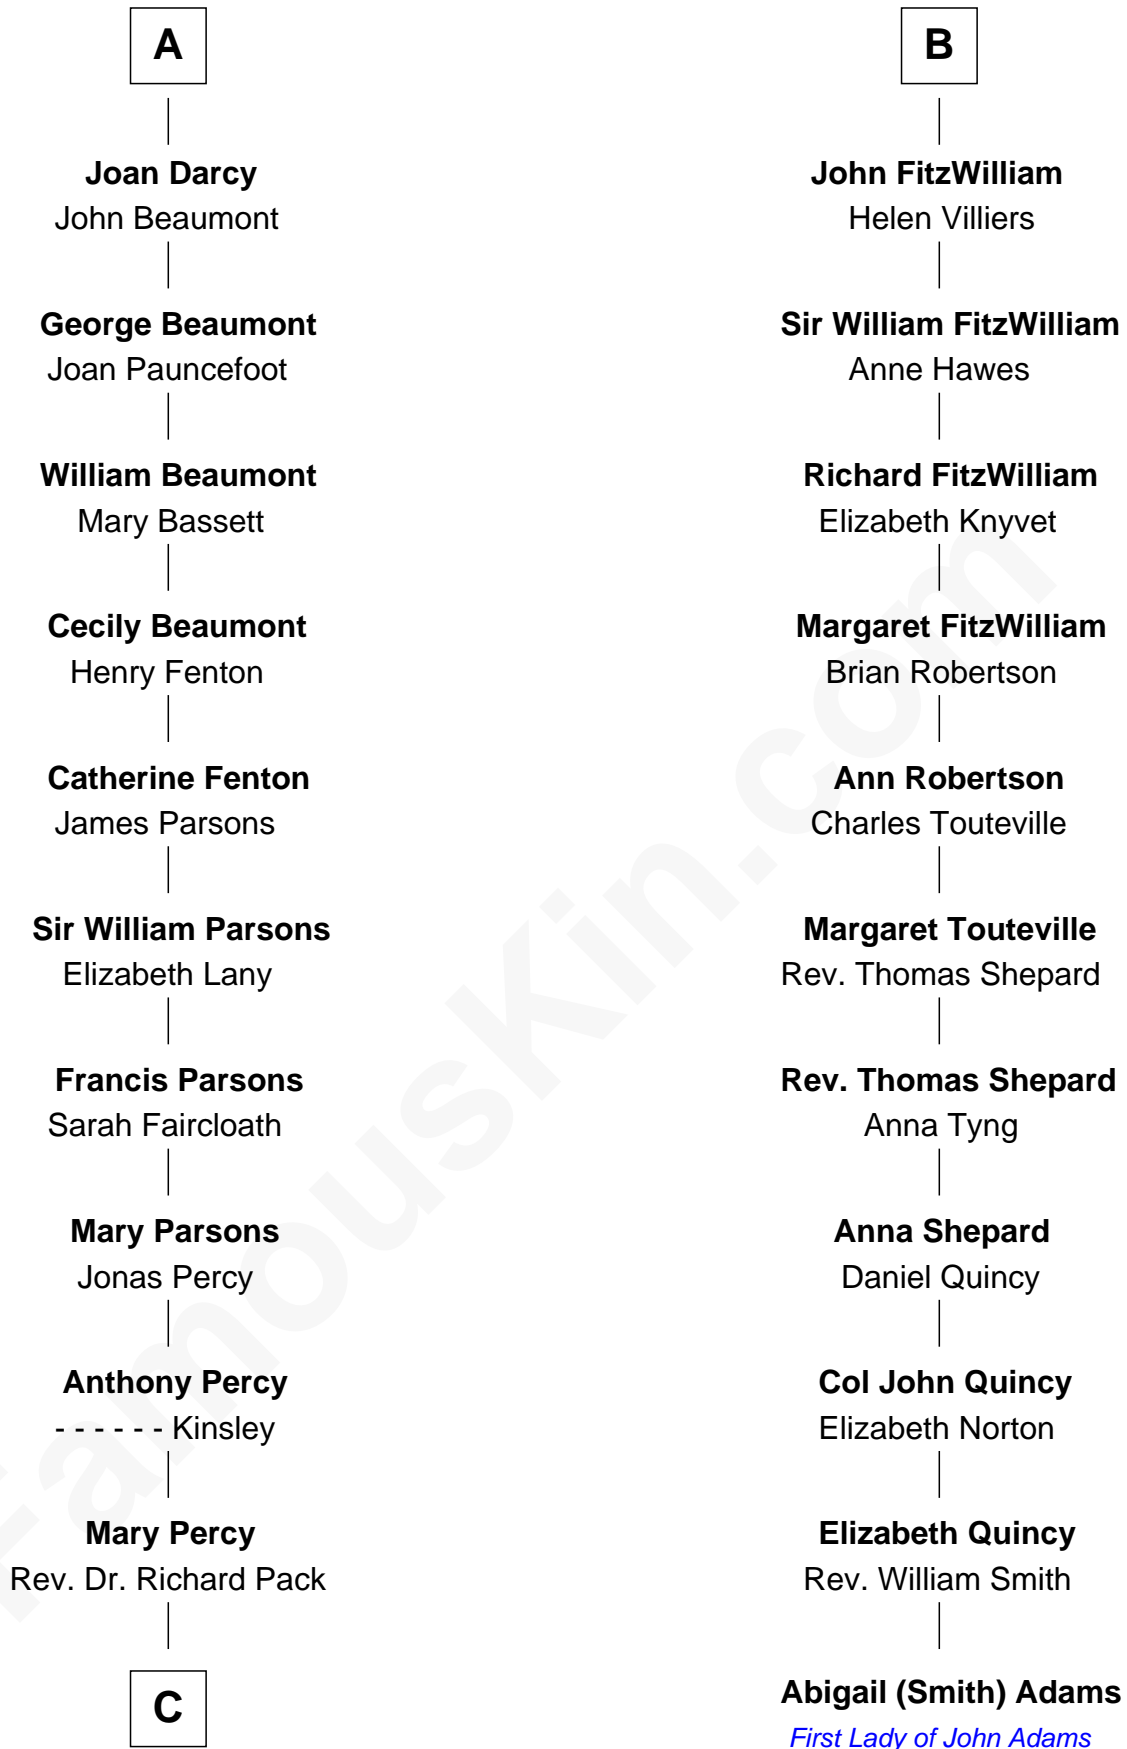 A
Joan Darcy
John Beaumont
George Beaumont
Joan Pauncefoot
William Beaumont
Mary Bassett
Cecily Beaumont
Henry Fenton
Catherine Fenton
James Parsons
Sir William Parsons
Elizabeth Lany
Francis Parsons
Sarah Faircloath
Mary Parsons
Jonas Percy
Anthony Percy
- - - - - - Kinsley
Mary Percy
Rev. Dr. Richard Pack
C
B
John FitzWilliam
Helen Villiers
Sir William FitzWilliam
Anne Hawes
Richard FitzWilliam
Elizabeth Knyvet
Margaret FitzWilliam
Brian Robertson
Ann Robertson
Charles Touteville
Margaret Touteville
Rev. Thomas Shepard
Rev. Thomas Shepard
Anna Tyng
Anna Shepard
Daniel Quincy
Col John Quincy
Elizabeth Norton
Elizabeth Quincy
Rev. William Smith
Abigail (Smith) Adams
First Lady of John Adams
FamousKin.com